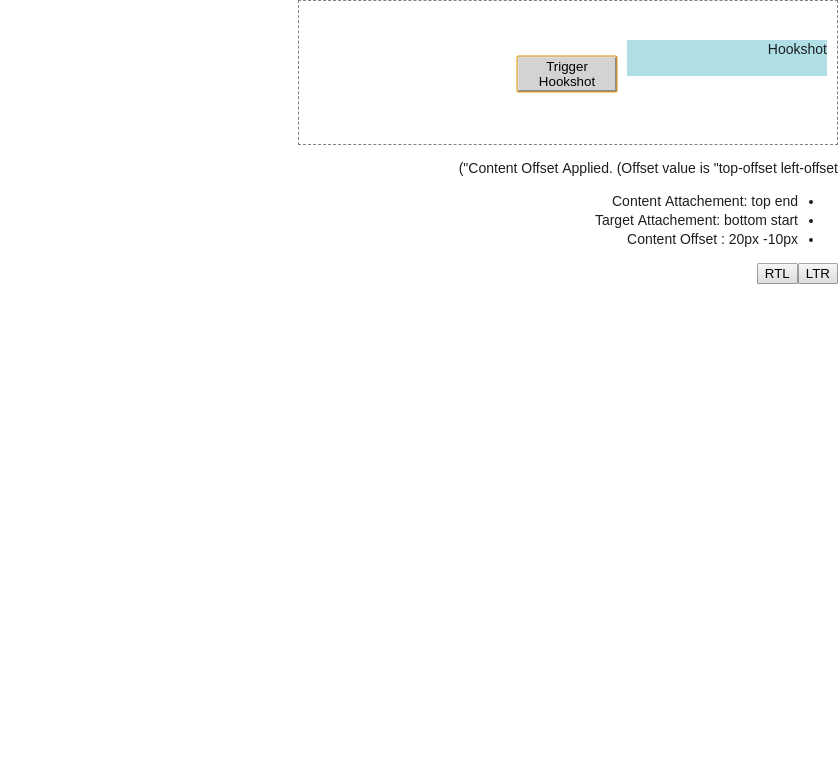 Hookshot
Trigger
Hookshot
("Content Offset Applied. (Offset value is "top-offset left-offset
Content Attachement: top end
Target Attachement: bottom start
Content Offset : 20px -10px
RTL LTR